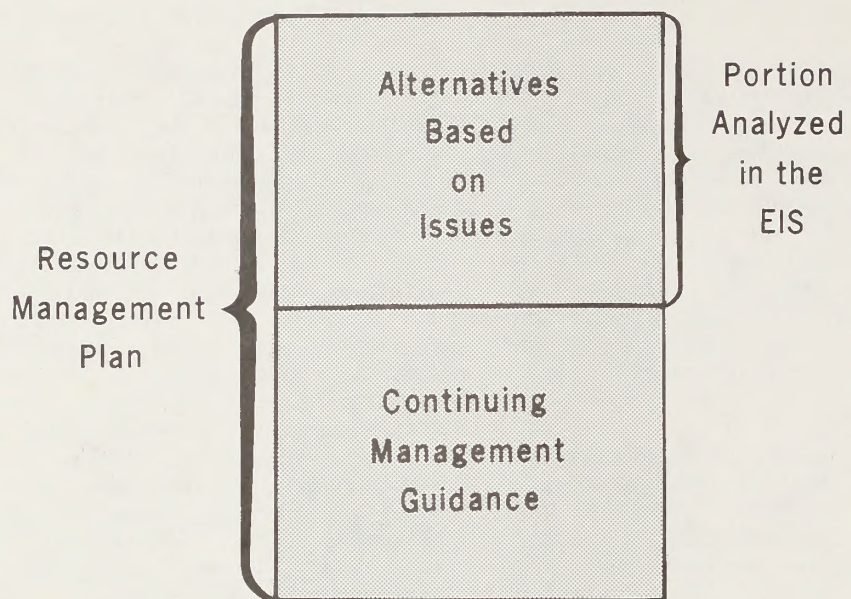 Alternatives
Based
on
Issues
Portion
Analyzed
in the
EIS
Resource
Management
Plan
Continuing
Management
Guidance